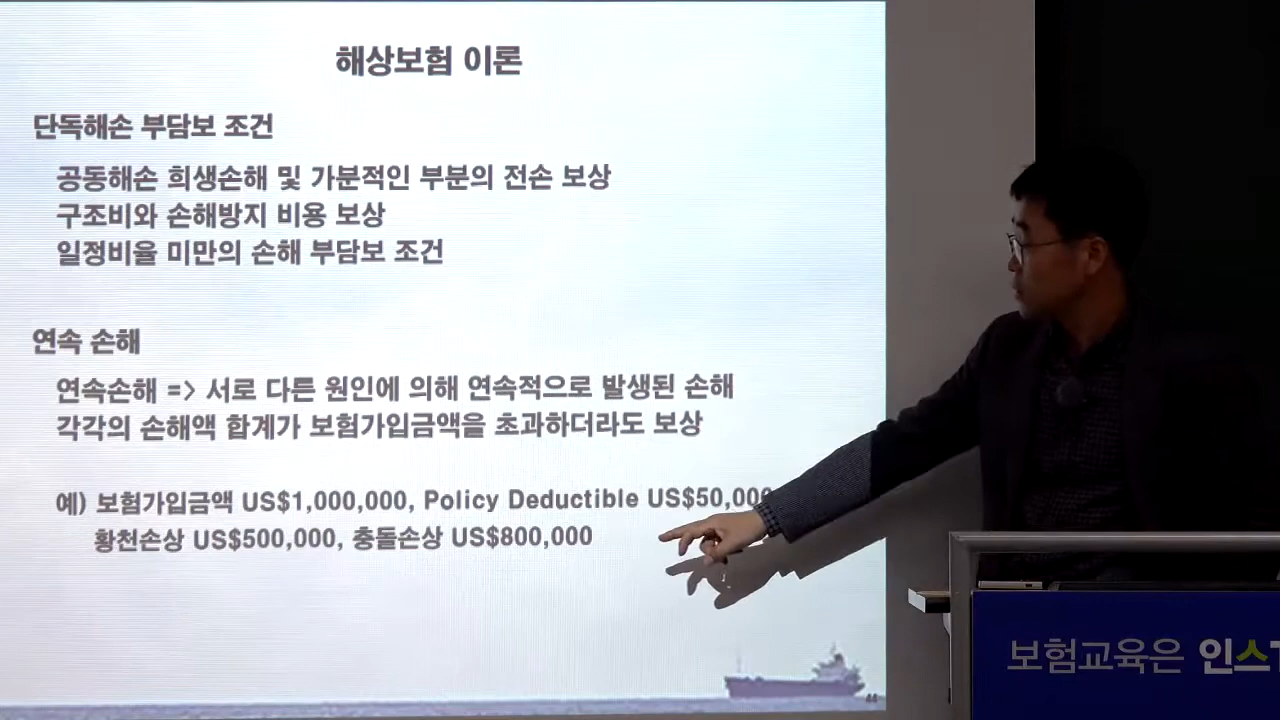 해상보험 이론
단독해손 부담보 조건
공동해손 희생손해 및 가분적인 부분의 전손 보상
구조비와 손해방지 비용 보상
일정비율 미만의 손해 부담보 조건
연속 손해
연속손해 => 서로 다른 원인에 의해 연속적으로 발생된 손해
각각의 손해액 합계가 보험가입금액을 초과하더라도 보상
예) 보험가입금액 US$1,000,000, Policy Deductible US$50,000
황천손상 US$500,000, 충돌손상 US$800,000
44
보험교육은 인스